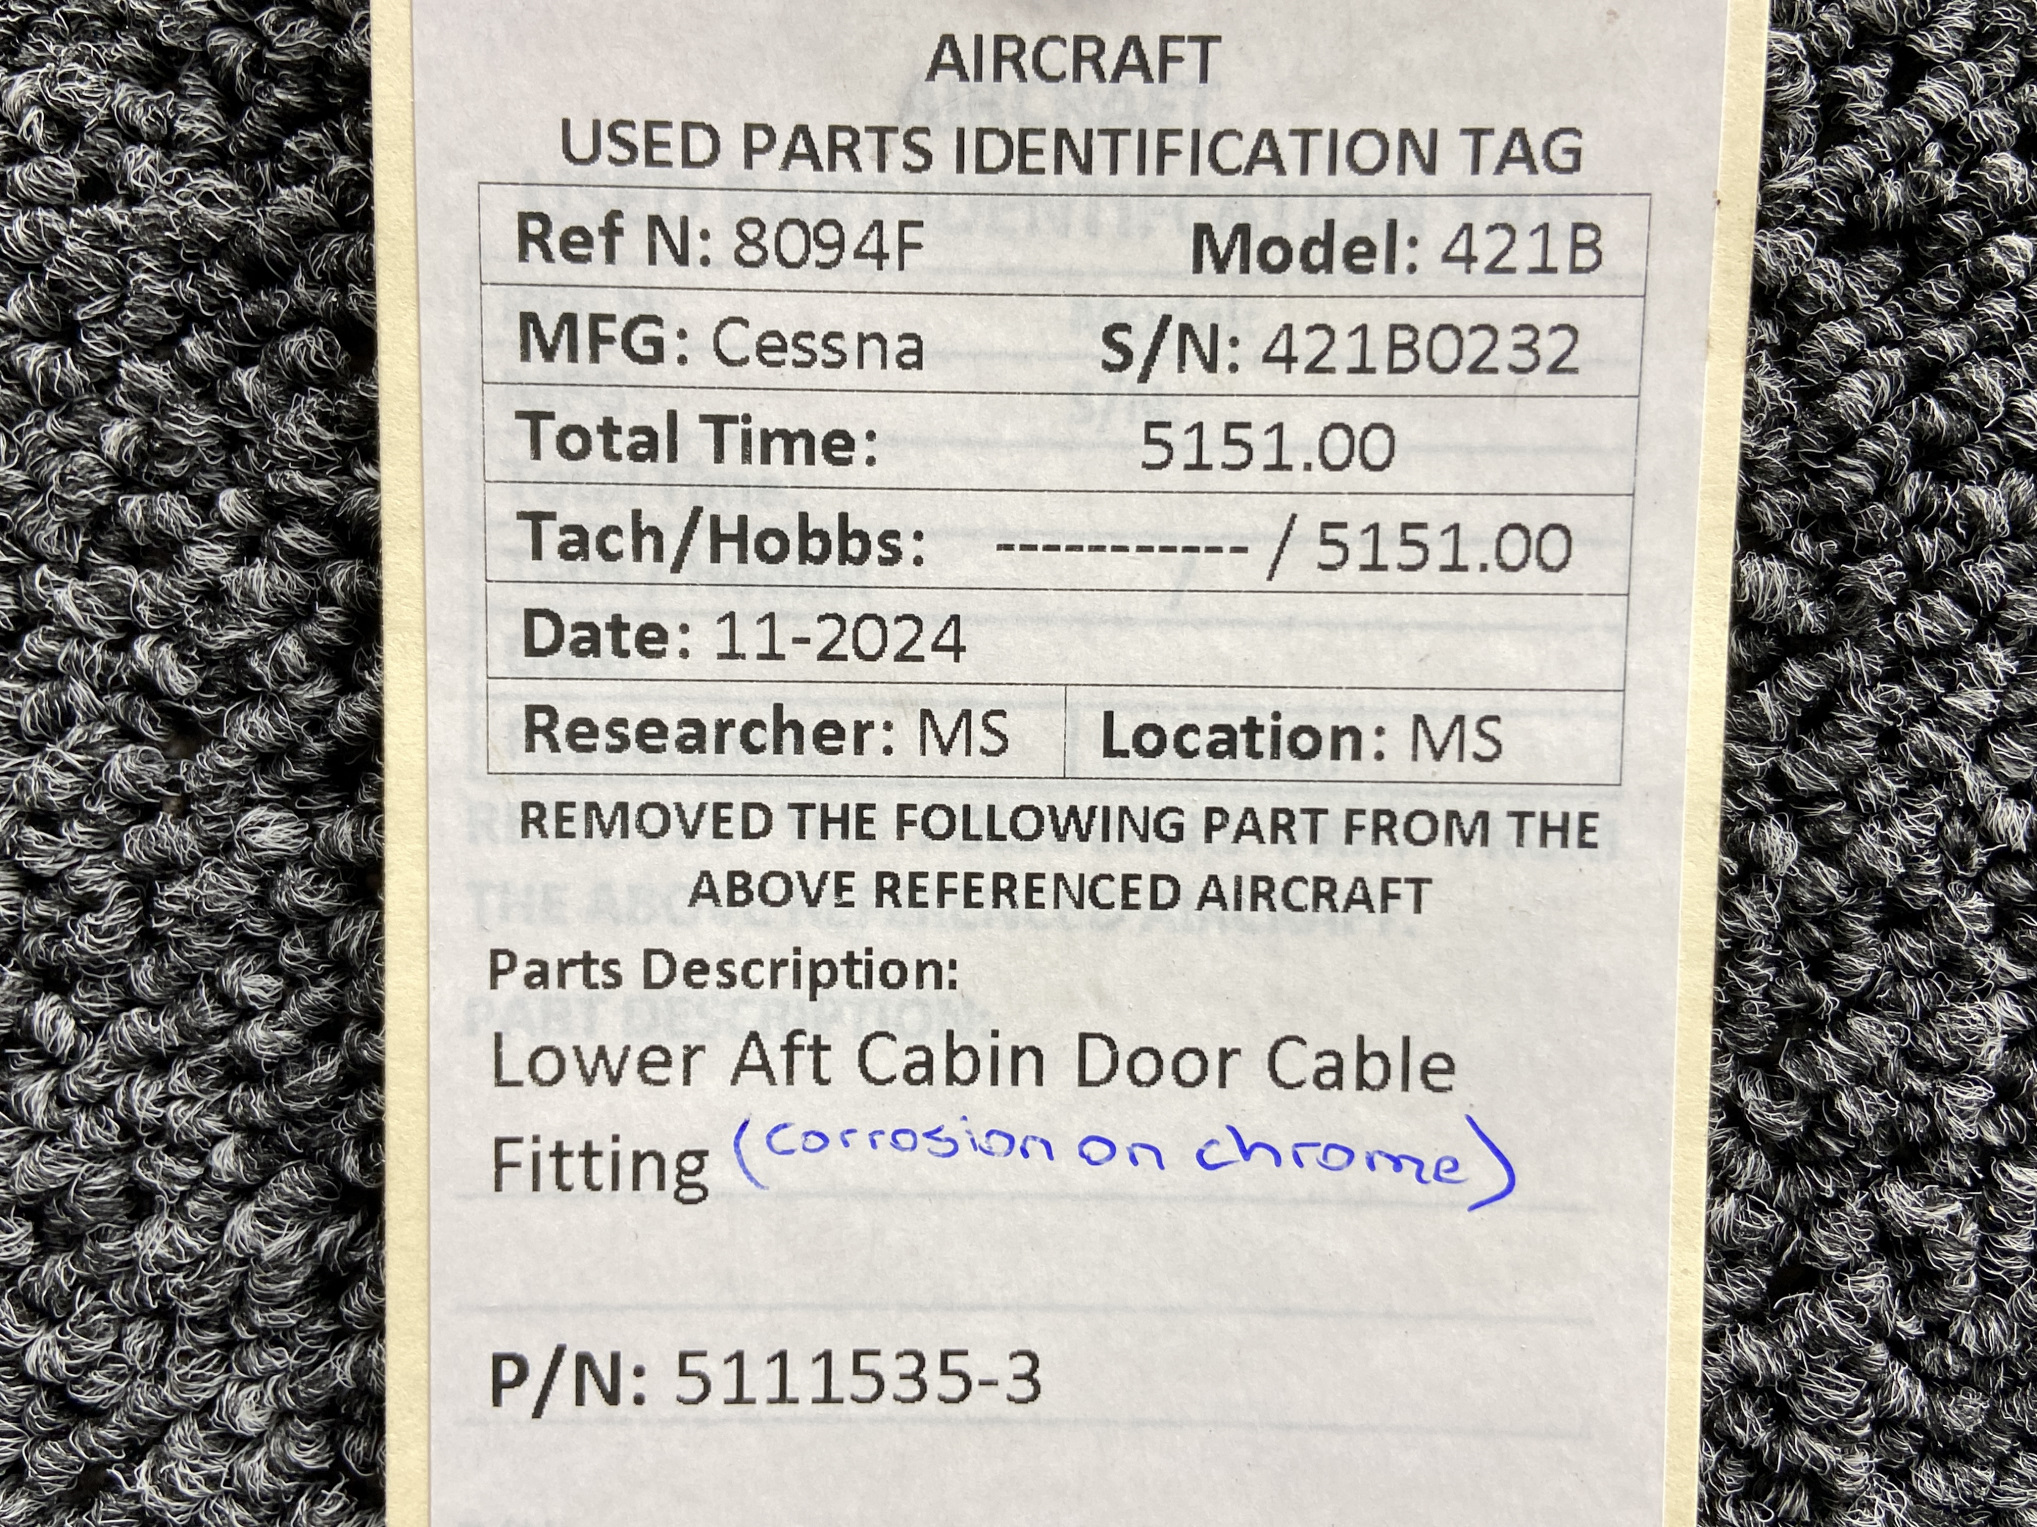 AIRCRAFT
USED PARTS IDENTIFICATION TAG
Ref N: 8094F Model: 421B
MFG: Cessna S/N: 421B0232
Total Time: 5151.00
Tach/Hobbs: ----------- / 5151.00
Date: 11-2024
Researcher: MS Location: MS
REMOVED THE FOLLOWING PART FROM THE
ABOVE REFERENCED AIRCRAFT
Parts Description:
Lower Aft Cabin Door Cable
Fitting (corrosion on chrome)
P/N: 5111535-3